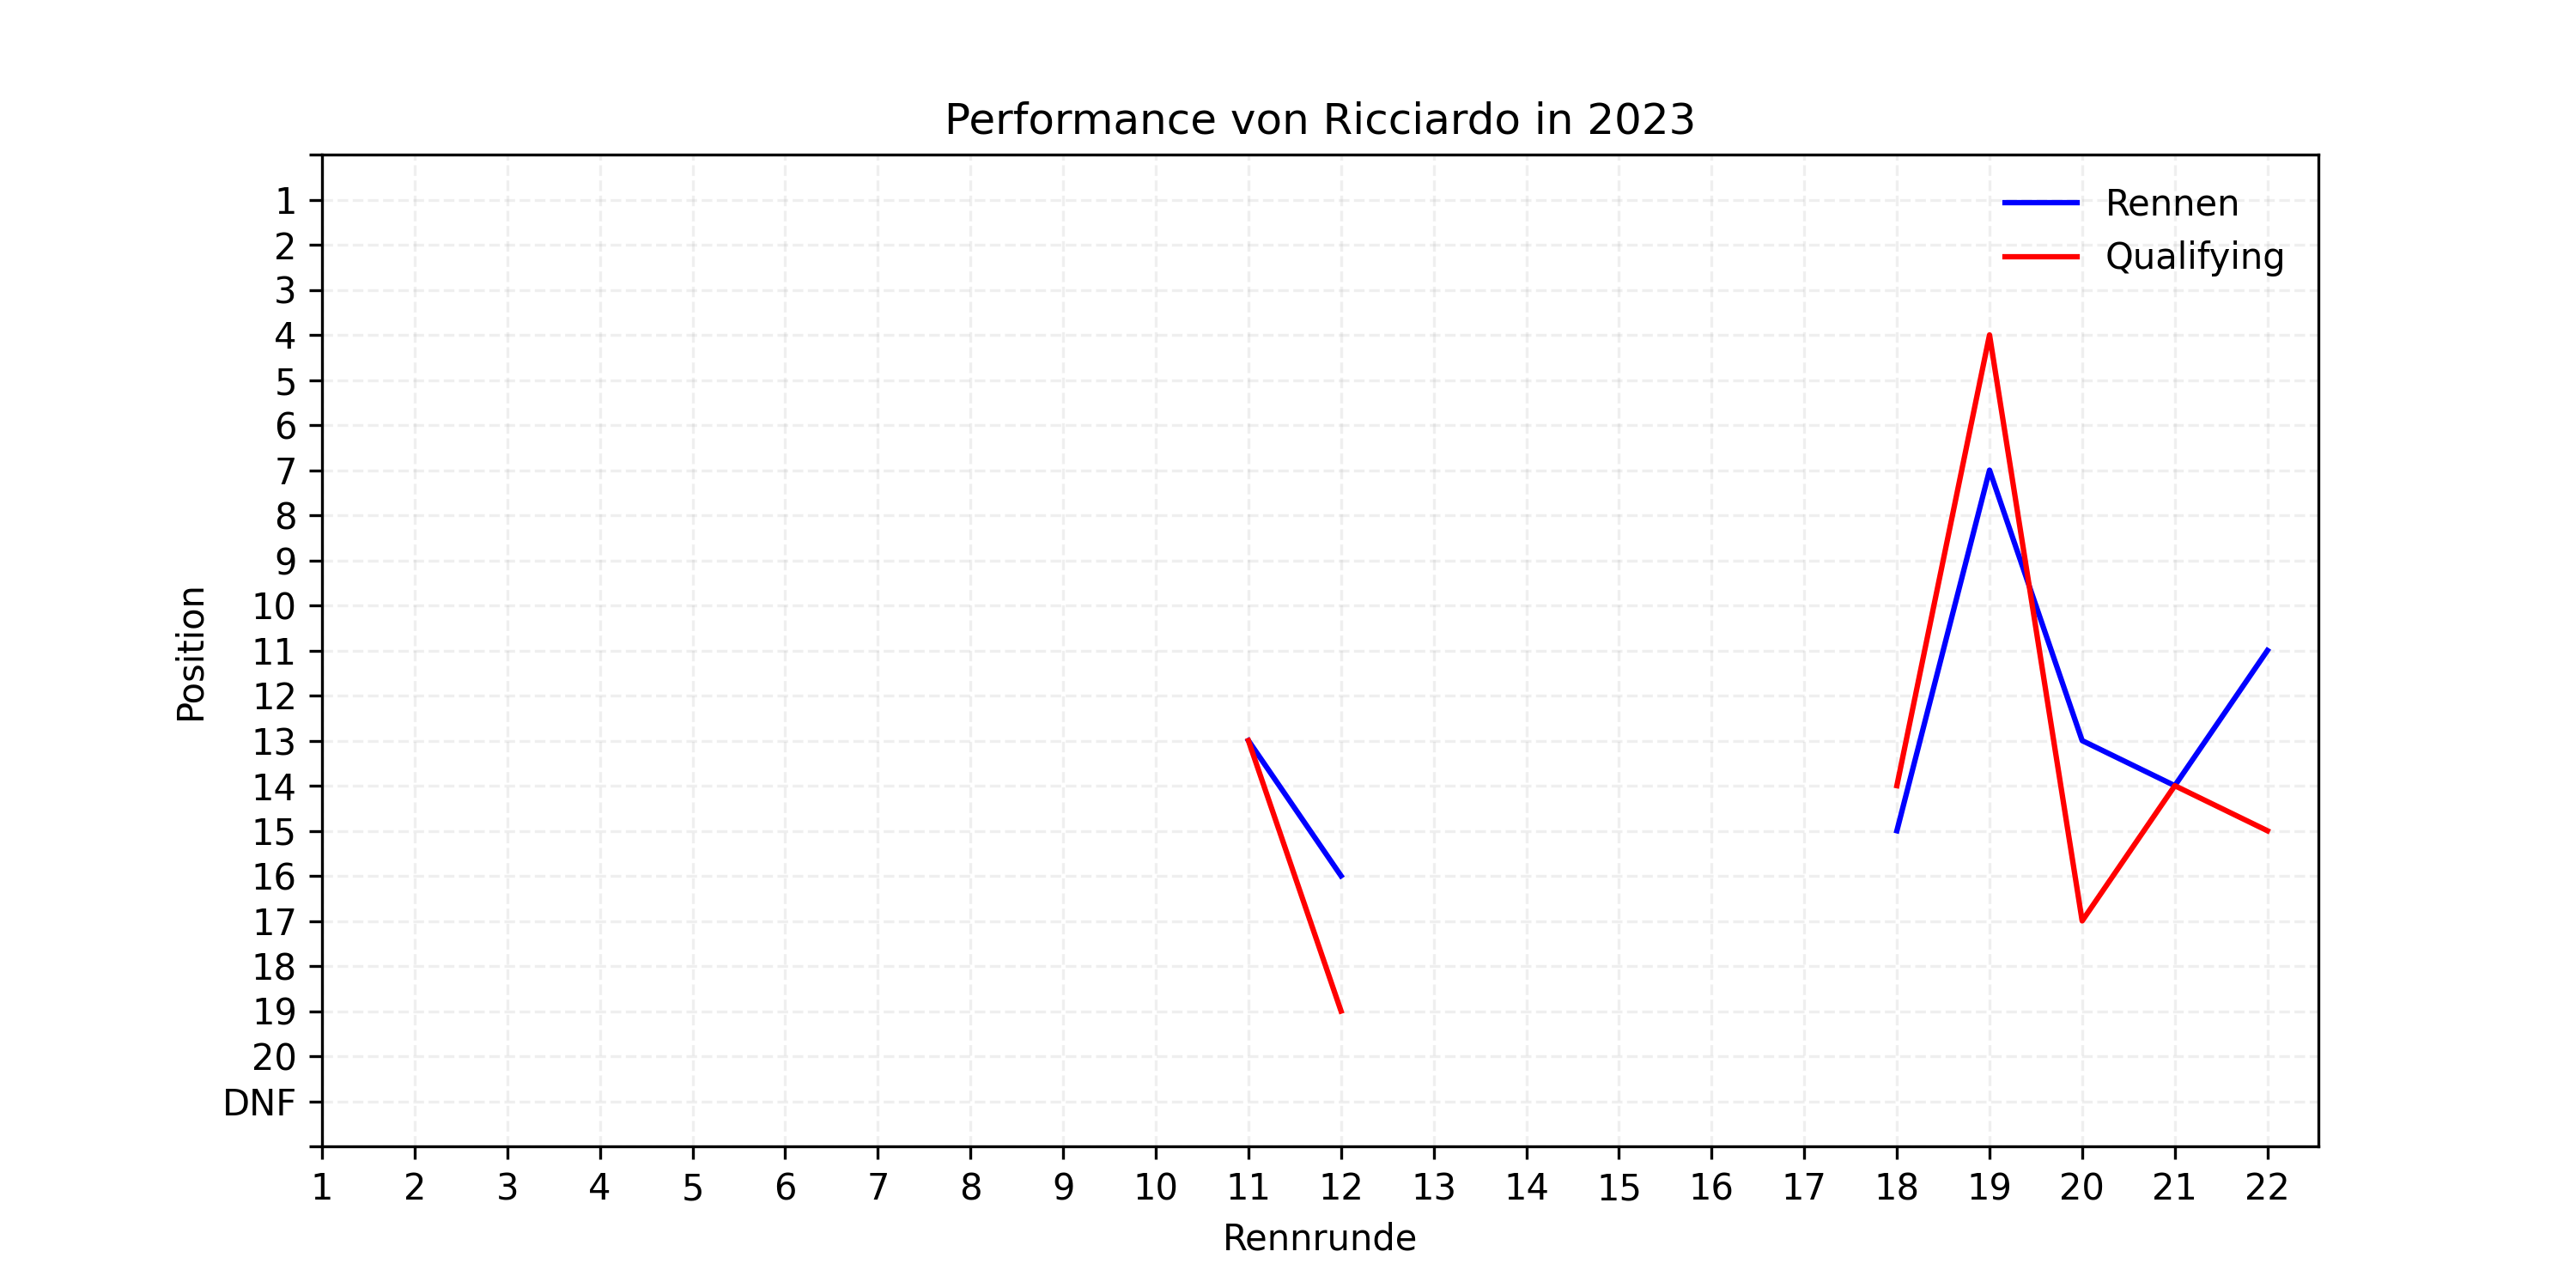 Performance von Ricciardo in 2023
Rennen
Qualifying
Position
1
2
3
4
5
6
7
8
9
10
11
12
13
14
15
16
17
18
19
20
DNF
1 2 3 4 5 6 7 8 9 10 11 12 13 14 15 16 17 18 19 20 21 22
Rennrunde